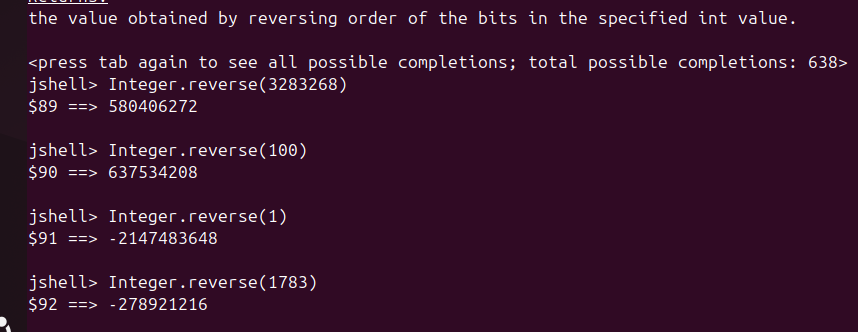 the value obtained by reversing order of the bits in the specified int value.
<press tab again to see all possible completions; total possible completions: 638>
jshell> Integer.reverse(3283268)
$89 ==> 580406272
jshell> Integer.reverse(100)
$90 ==> 637534208
jshell> Integer.reverse(1)
$91 ==> -2147483648
jshell> Integer.reverse(1783)
$92 ==> -278921216